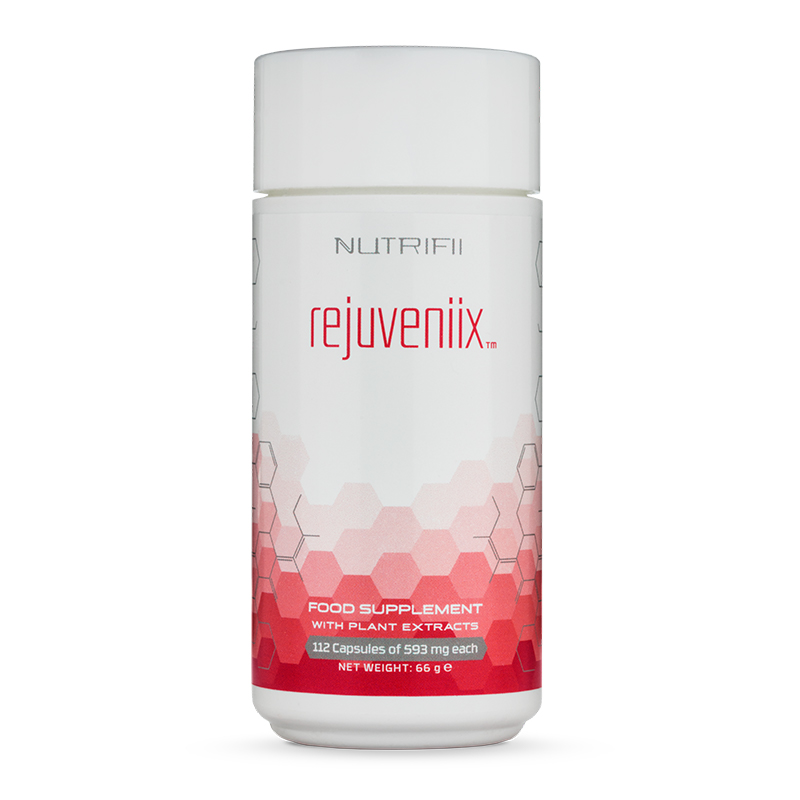 NUTRIFII
rejuveniix™
FOOD SUPPLEMENT
WITH PLANT EXTRACTS
112 Capsules of 593 mg each
NET WEIGHT: 66 g ℮